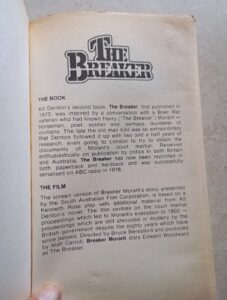 THE
BREAKER
THE BOOK
Kit Denton's second book, The Breaker, first published in
1973, was inspired by a conversation with a Boer War
veteran who had known Harry ('The Breaker') Morant —
horseman, poet, soldier and perhaps murderer of
civilians. The tale the old man told was so extraordinary
that Denton followed it up with two and a half years of
research, even going to London to try to obtain the
documents of Morant's court martial. Received
enthusiastically on publication by critics in both Britain
and Australia, The Breaker has now been reprinted in
both paperback and hardback and was successfully
serialised on ABC radio in 1978.
THE FILM
The screen version of Breaker Morant's story, presented
by the South Australian Film Corporation, is based on a
Kenneth Ross play with additional material from Kit
Denton's novel. The film centres on the court martial
proceedings which led to Morant's execution in 1902 —
proceedings which are still shrouded in mystery by the
British government despite the eighty years which have
since passed. Directed by Bruce Beresford and produced
by Matt Carroll, Breaker Morant stars Edward Woodward
as The Breaker.